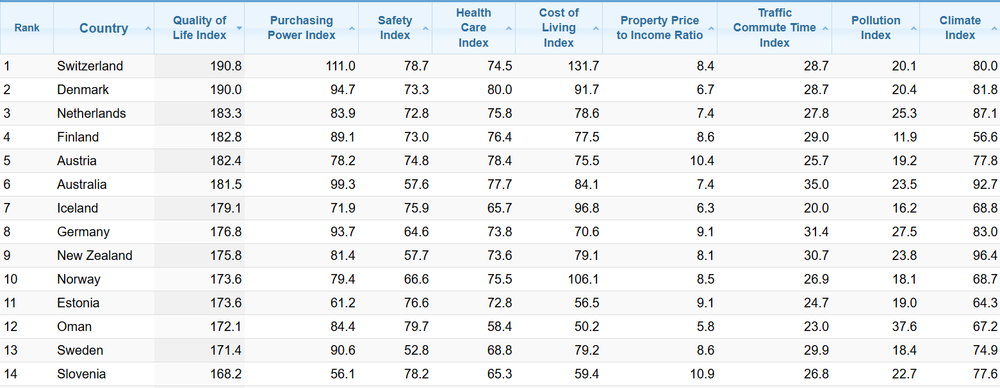 Rank Country Quality of Life Index Purchasing Power Index Safety Index Health Care Index Cost of Living Index Property Price to Income Ratio Traffic Commute Time Index Pollution Index Climate Index
1 Switzerland 190.8 111.0 78.7 74.5 131.7 8.4 28.7 20.1 80.0
2 Denmark 190.0 94.7 73.3 80.0 91.7 6.7 28.7 20.4 81.8
3 Netherlands 183.3 83.9 72.8 75.8 78.6 7.4 27.8 25.3 87.1
4 Finland 182.8 89.1 73.0 76.4 77.5 8.6 29.0 11.9 56.6
5 Austria 182.4 78.2 74.8 78.4 75.5 10.4 25.7 19.2 77.8
6 Australia 181.5 99.3 57.6 77.7 84.1 7.4 35.0 23.5 92.7
7 Iceland 179.1 71.9 75.9 65.7 96.8 6.3 20.0 16.2 68.8
8 Germany 176.8 93.7 64.6 73.8 70.6 9.1 31.4 27.5 83.0
9 New Zealand 175.8 81.4 57.7 73.6 79.1 8.1 30.7 23.8 96.4
10 Norway 173.6 79.4 66.6 75.5 106.1 8.5 26.9 18.1 68.7
11 Estonia 173.6 61.2 76.6 72.8 56.5 9.1 24.7 19.0 64.3
12 Oman 172.1 84.4 79.7 58.4 50.2 5.8 23.0 37.6 67.2
13 Sweden 171.4 90.6 52.8 68.8 79.2 8.6 29.9 18.4 74.9
14 Slovenia 168.2 56.1 78.2 65.3 59.4 10.9 26.8 22.7 77.6